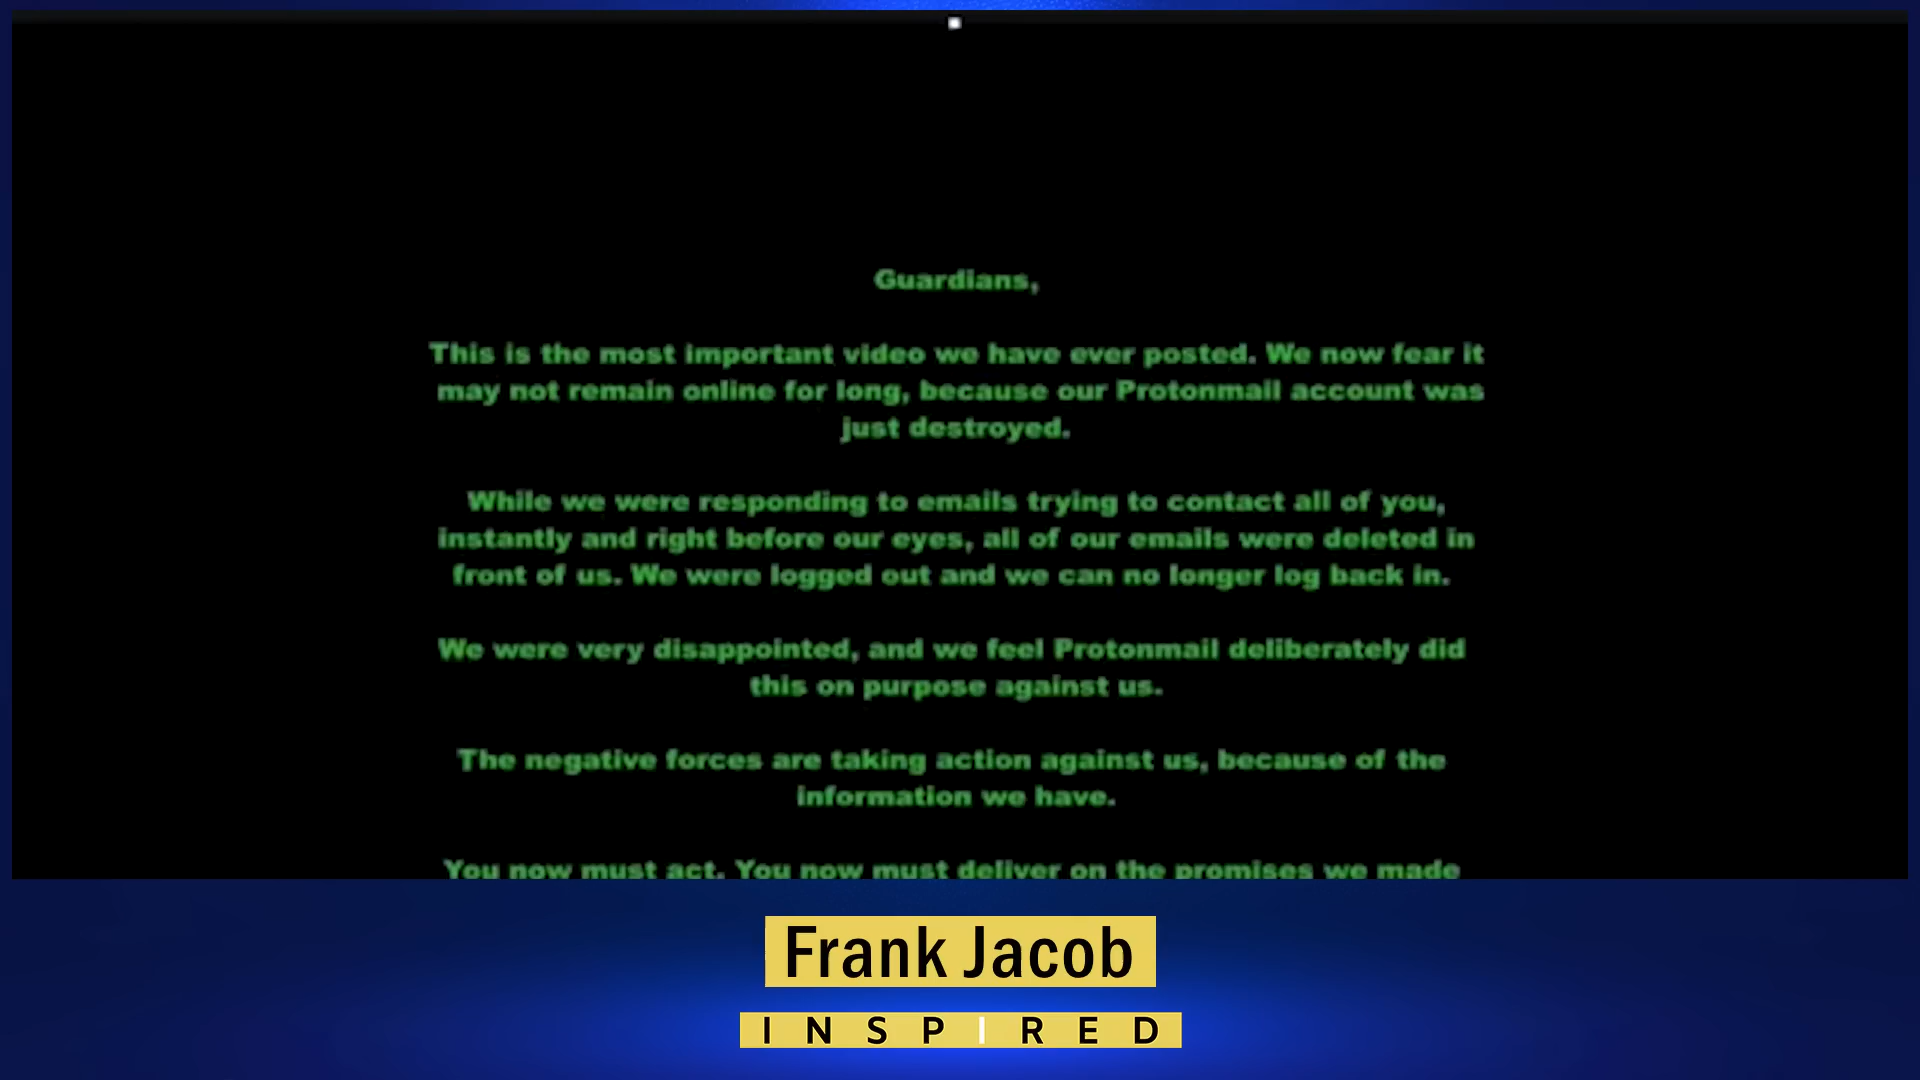 Guardians,
This is the most important video we have ever posted. We now fear it
may not remain online for long, because our Protonmail account was
just destroyed.
While we were responding to emails trying to contact all of you,
instantly and right before our eyes, all of our emails were deleted in
front of us. We were logged out and we can no longer log back in.
We were very disappointed, and we feel Protonmail deliberately did
this on purpose against us.
The negative forces are taking action against us, because of the
information we have.
You now must act. You now must deliver on the promises we made
Frank Jacob
INSPIRED